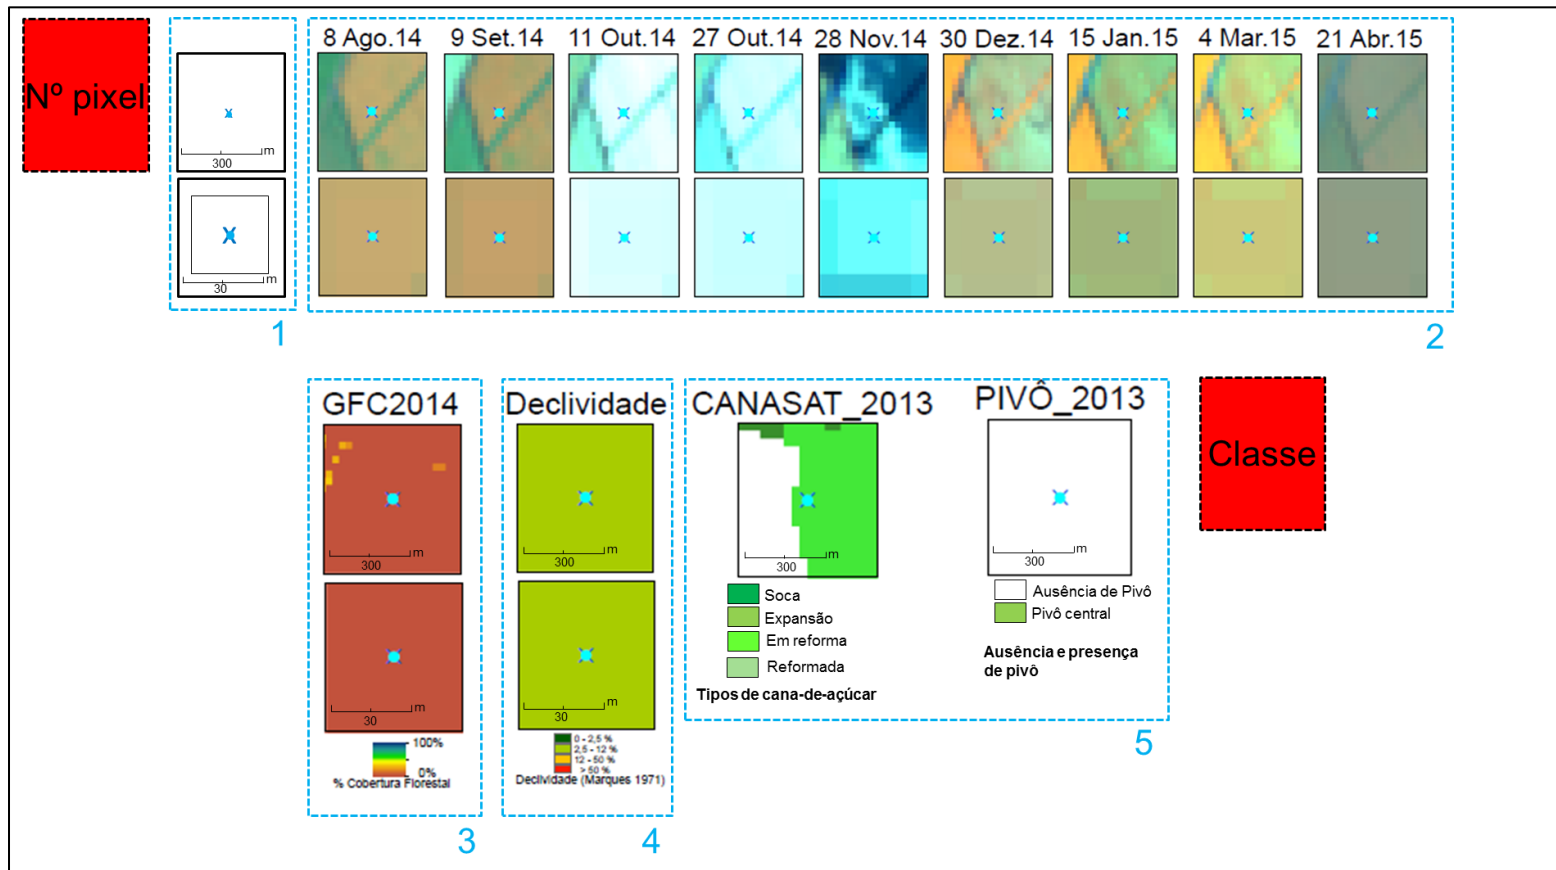 Nº pixel
8 Ago.14 9 Set.14 11 Out.14 27 Out.14 28 Nov.14 30 Dez.14 15 Jan.15 4 Mar.15 21 Abr.15
300 m
30 m
1
2
GFC2014
300 m
30 m
100%
0%
% Cobertura Florestal
3
Declividade
300 m
30 m
0 - 2,5 %
2,5 - 12 %
12 - 50 %
> 50 %
Declividade (Marques 1971)
4
CANASAT_2013
300 m
Soca
Expansão
Em reforma
Reformada
Tipos de cana-de-açúcar
PIVÔ_2013
300 m
Ausência de Pivô
Pivô central
Ausência e presença
de pivô
5
Classe